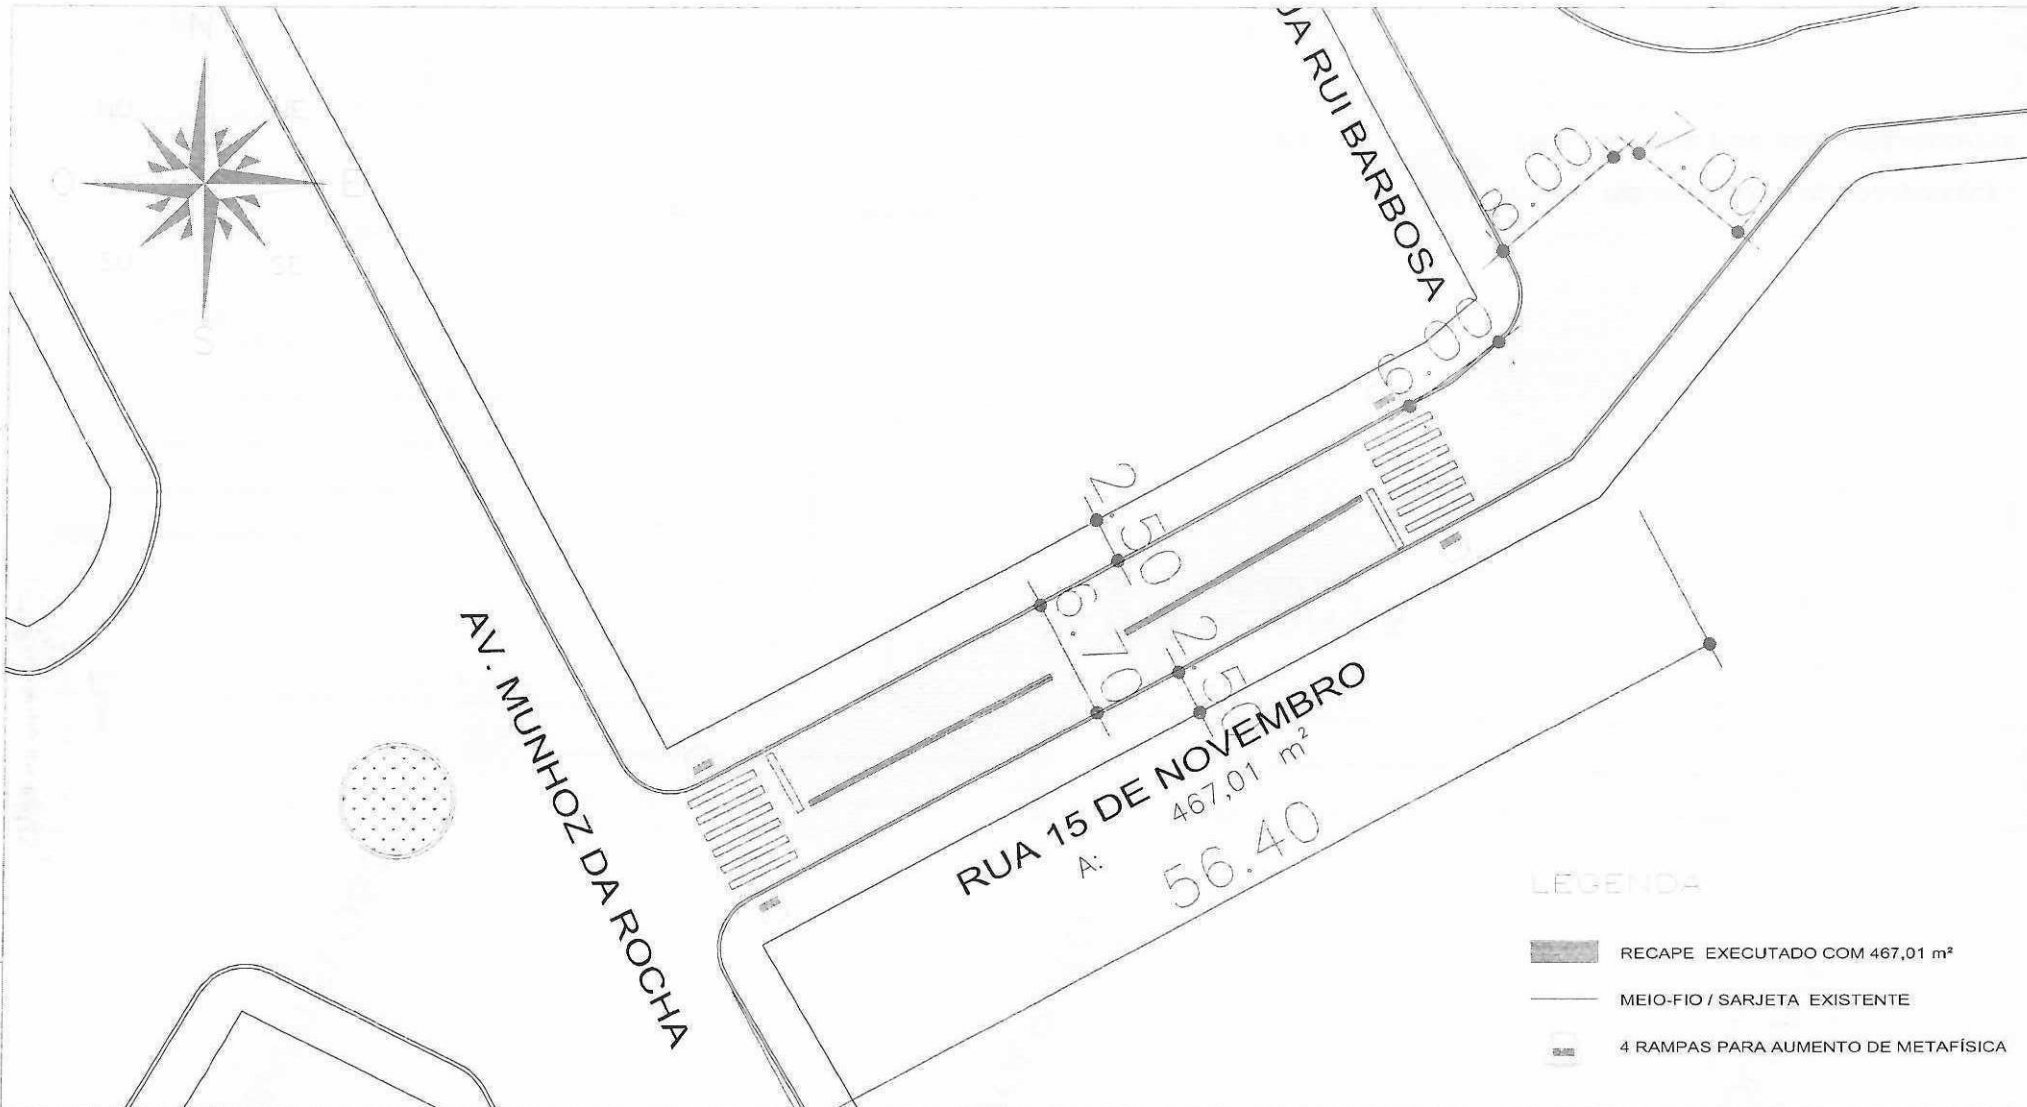 N
NO
NE
O
E
SO
SE
S
UA RUI BARBOSA
8.00
7.00
9.00
2.50
6.70
2.50
AV. MUNHOZ DA ROCHA
RUA 15 DE NOVEMBRO
A: 467,01 m²
56.40
LEGENDA
RECAPE EXECUTADO COM 467,01 m²
MEIO-FIO / SARJETA EXISTENTE
4 RAMPAS PARA AUMENTO DE METAFÍSICA